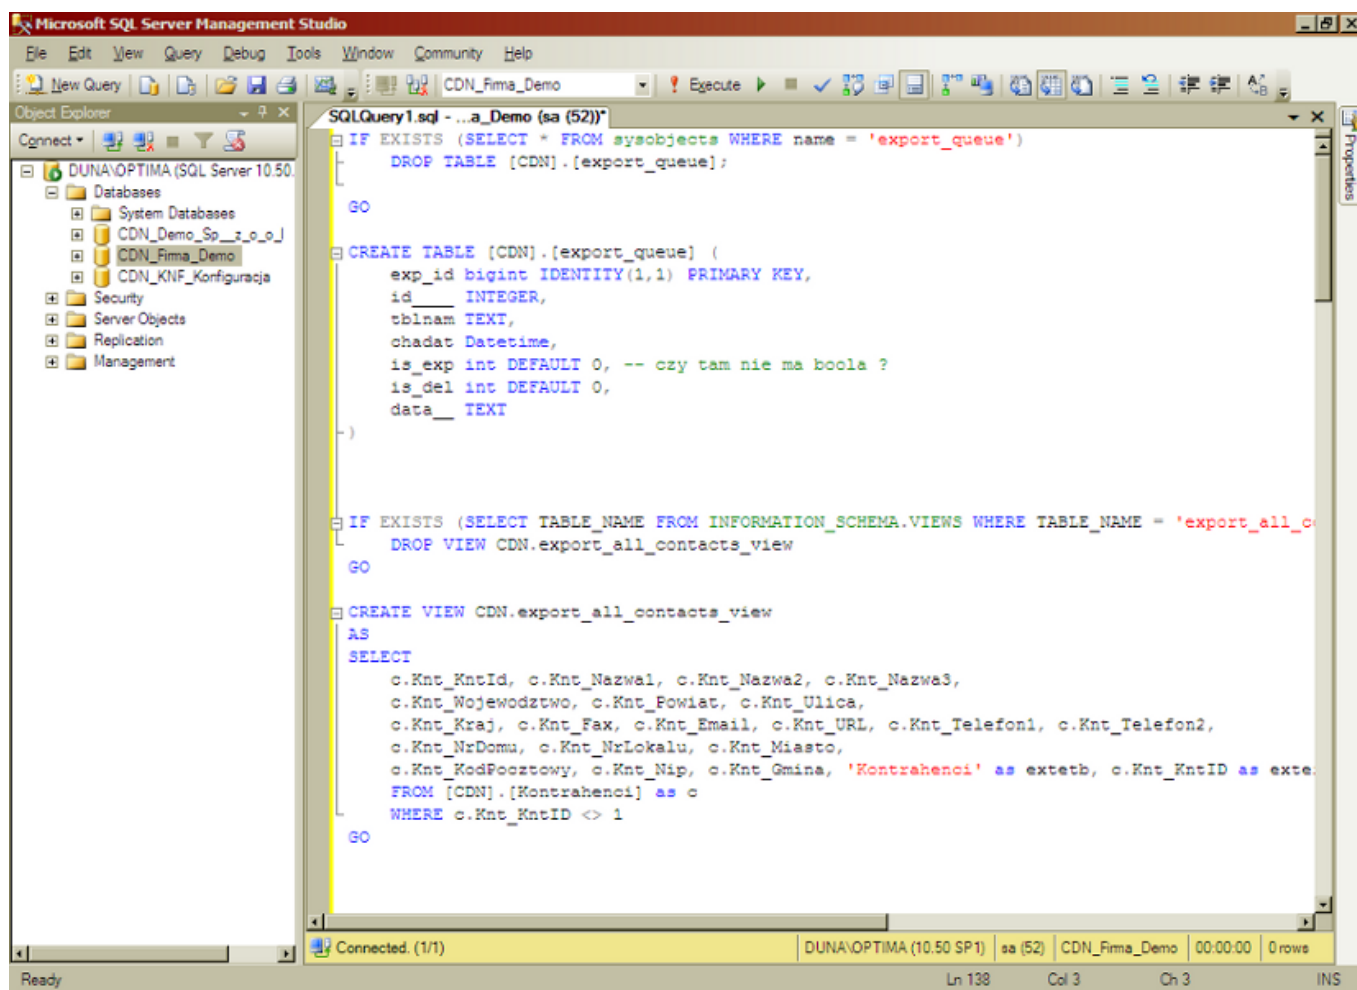 Microsoft SQL Server Management Studio
File Edit View Query Debug Tools Window Community Help
New Query CDN_Firma_Demo Execute
Object Explorer
SQLQuery1.sql - ...a_Demo (sa (52))*
Connect
Properties
DUNA\OPTIMA (SQL Server 10.50.
Databases
System Databases
CDN_Demo_Sp__z_o_o_l
CDN_Firma_Demo
CDN_KNF_Konfiguracja
Security
Server Objects
Replication
Management
IF EXISTS (SELECT * FROM sysobjects WHERE name = 'export_queue')
DROP TABLE [CDN].[export_queue];
GO
CREATE TABLE [CDN].[export_queue] (
exp_id bigint IDENTITY(1,1) PRIMARY KEY,
id____ INTEGER,
tblnam TEXT,
chadat Datetime,
is_exp int DEFAULT 0, -- czy tam nie ma boola ?
is_del int DEFAULT 0,
data__ TEXT
)
IF EXISTS (SELECT TABLE_NAME FROM INFORMATION_SCHEMA.VIEWS WHERE TABLE_NAME = 'export_all_c
DROP VIEW CDN.export_all_contacts_view
GO
CREATE VIEW CDN.export_all_contacts_view
AS
SELECT
c.Knt_KntId, c.Knt_Nazwa1, c.Knt_Nazwa2, c.Knt_Nazwa3,
c.Knt_Wojewodztwo, c.Knt_Powiat, c.Knt_Ulica,
c.Knt_Kraj, c.Knt_Fax, c.Knt_Email, c.Knt_URL, c.Knt_Telefon1, c.Knt_Telefon2,
c.Knt_NrDomu, c.Knt_NrLokalu, c.Knt_Miasto,
c.Knt_KodPocztowy, c.Knt_Nip, c.Knt_Gmina, 'Kontrahenci' as extetb, c.Knt_KntID as exte
FROM [CDN].[Kontrahenci] as c
WHERE c.Knt_KntID <> 1
GO
Connected. (1/1) DUNA\OPTIMA (10.50 SP1) sa (52) CDN_Firma_Demo 00:00:00 0 rows
Ready Ln 138 Col 3 Ch 3 INS